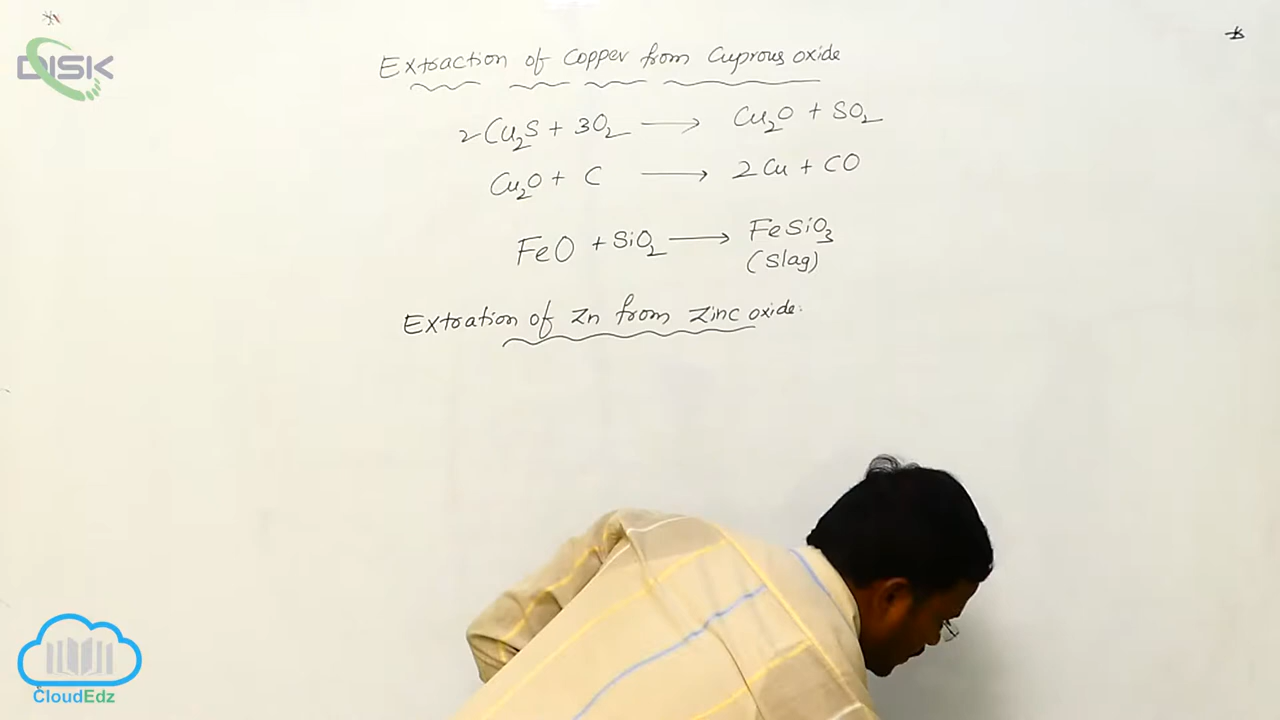 DISK
Extraction of Copper from Cuprous oxide
2Cu₂S + 3O₂ → Cu₂O + SO₂
Cu₂O + C → 2Cu + CO
FeO + SiO₂ → FeSiO₃
(Slag)
Extration of Zn from Zinc oxide.
CloudEdz